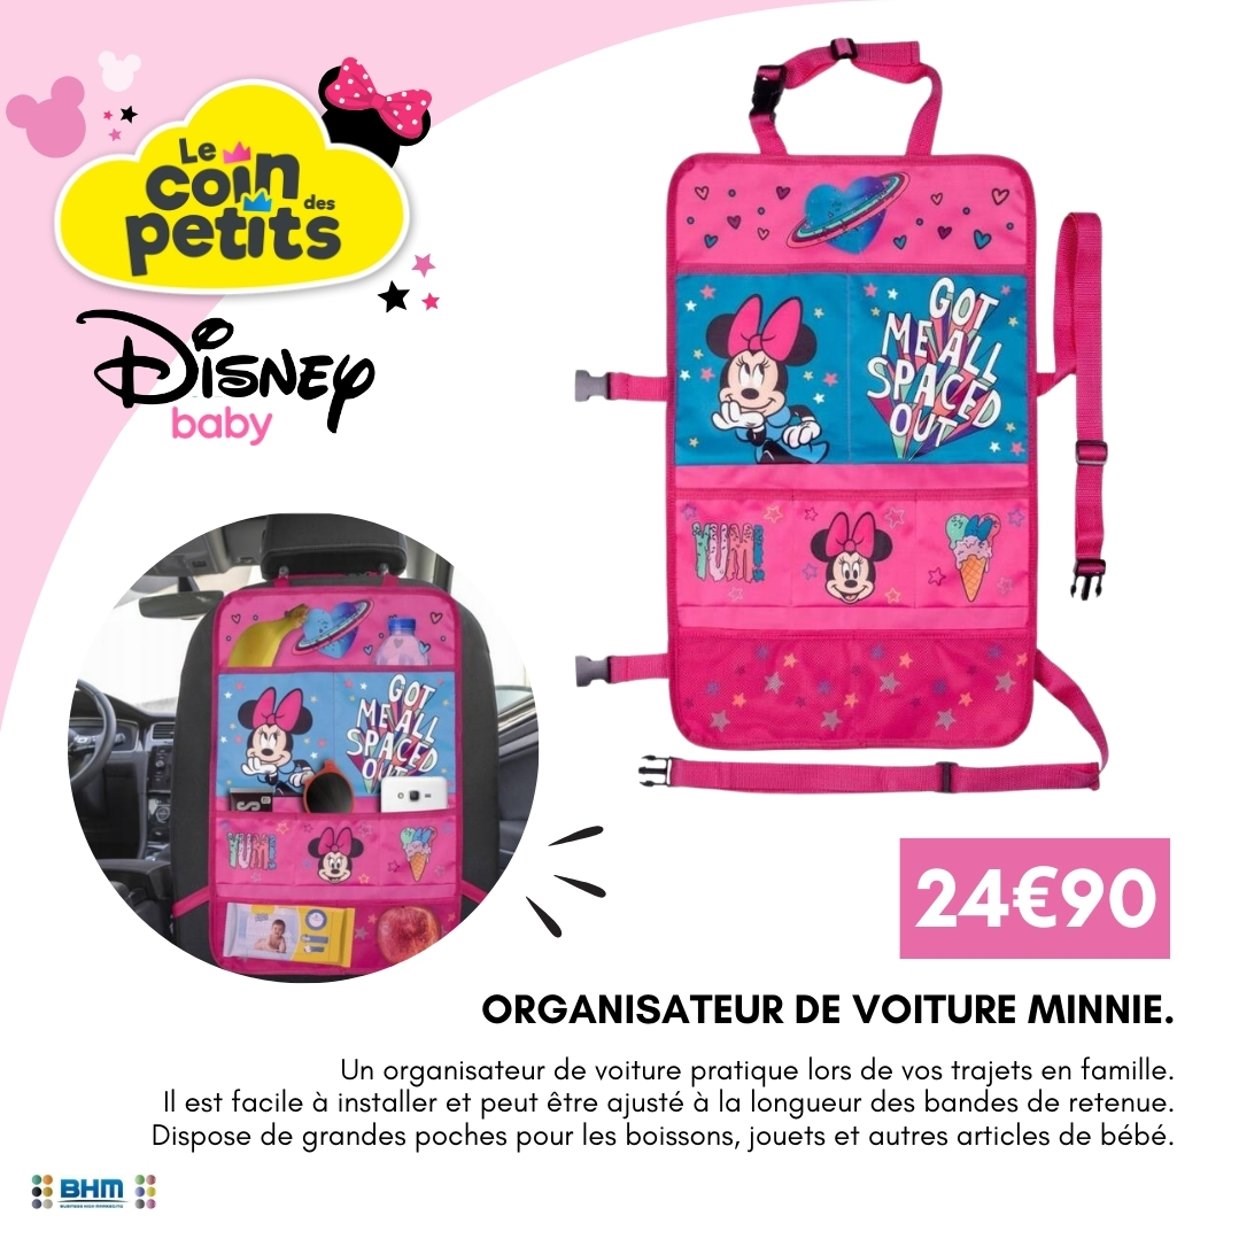 Le
coin
des
petits
Disney
baby
GOT
ME ALL
SPACED
OUT
YUM!
GOT
ME ALL
SPACED
OUT
YUM!
24€90
ORGANISATEUR DE VOITURE MINNIE.
Un organisateur de voiture pratique lors de vos trajets en famille.
Il est facile à installer et peut être ajusté à la longueur des bandes de retenue.
Dispose de grandes poches pour les boissons, jouets et autres articles de bébé.
BHM